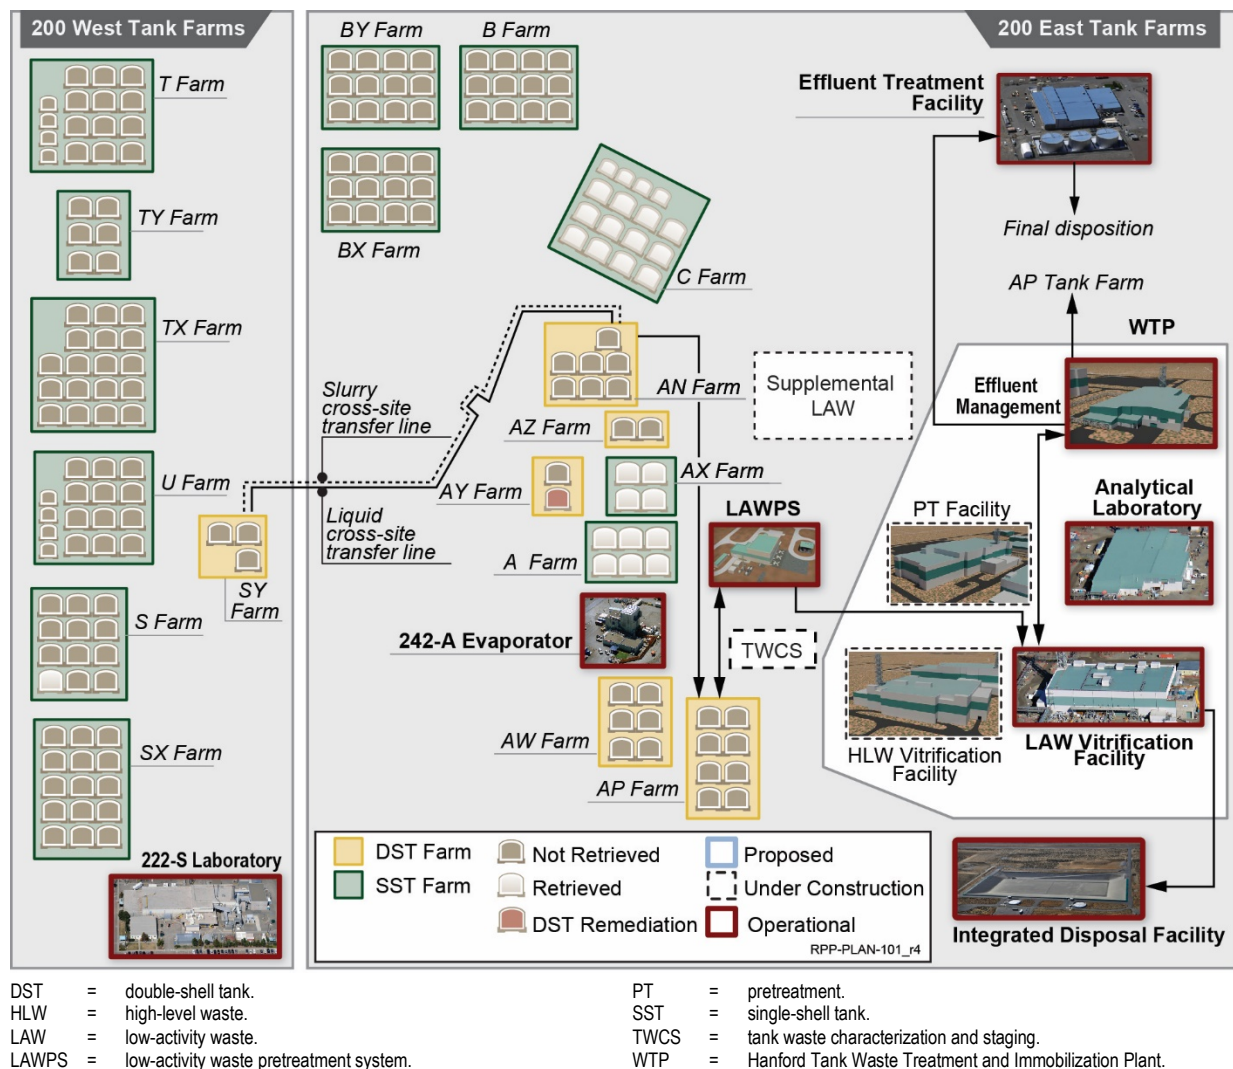 200 West Tank Farms
T Farm
TY Farm
TX Farm
U Farm
SY
Farm
S Farm
SX Farm
222-S Laboratory
200 East Tank Farms
BY Farm
B Farm
BX Farm
C Farm
Effluent Treatment
Facility
Final disposition
AP Tank Farm
WTP
Slurry
cross-site
transfer line
Liquid
cross-site
transfer line
AN Farm
AZ Farm
AY Farm
AX Farm
A Farm
Supplemental
LAW
Effluent
Management
LAWPS
PT Facility
Analytical
Laboratory
242-A Evaporator
TWCS
AW Farm
AP Farm
HLW Vitrification
Facility
LAW Vitrification
Facility
Integrated Disposal Facility
DST Farm
SST Farm
Not Retrieved
Retrieved
DST Remediation
Proposed
Under Construction
Operational
RPP-PLAN-101_r4
DST = double-shell tank.
HLW = high-level waste.
LAW = low-activity waste.
LAWPS = low-activity waste pretreatment system.
PT = pretreatment.
SST = single-shell tank.
TWCS = tank waste characterization and staging.
WTP = Hanford Tank Waste Treatment and Immobilization Plant.